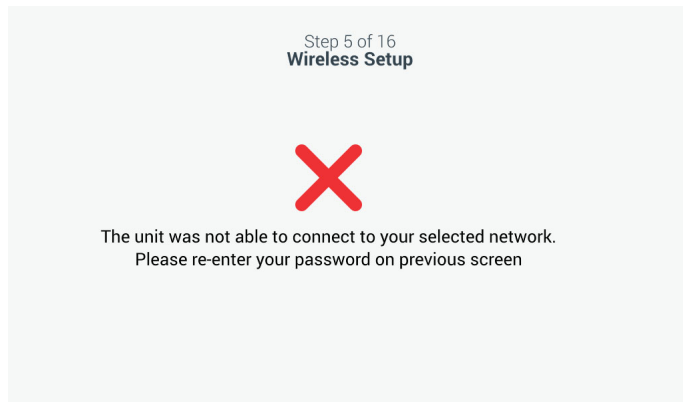 Step 5 of 16
Wireless Setup
The unit was not able to connect to your selected network.
Please re-enter your password on previous screen